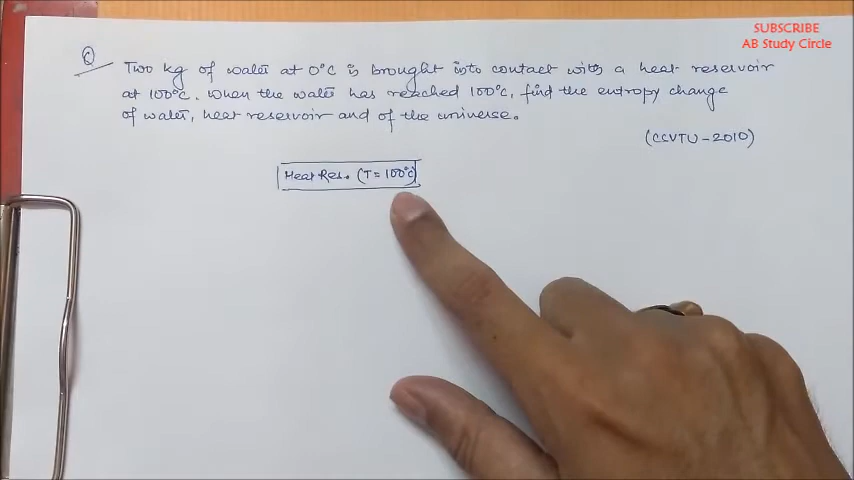 SUBSCRIBE
AB Study Circle
Q
Two kg of water at 0°C is brought into contact with a heat reservoir
at 100°C. When the water has reached 100°C, find the entropy change
of water, heat reservoir and of the universe.
(CCVTU-2010)
Heat Res. (T = 100°C)